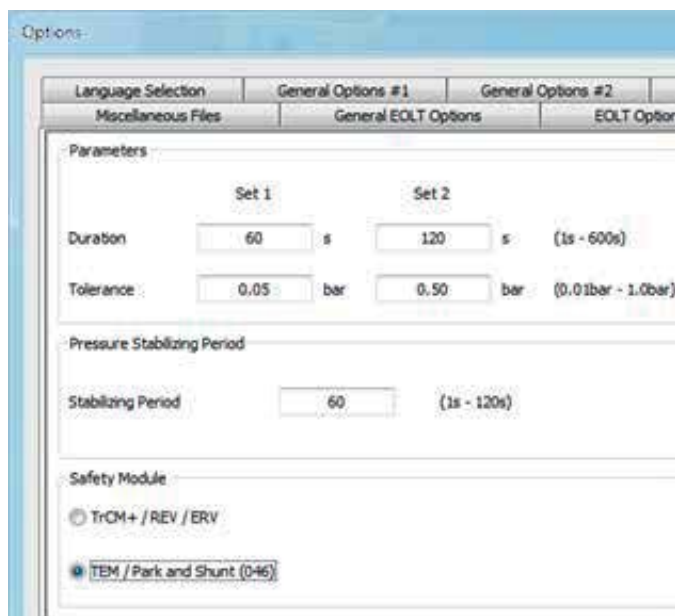 Options
Language Selection General Options #1 General Options #2
Miscellaneous Files General EOLT Options EOLT Option
Parameters
Set 1 Set 2
Duration 60 s 120 s (1s - 600s)
Tolerance 0.05 bar 0.50 bar (0.01bar - 1.0bar)
Pressure Stabilizing Period
Stabilizing Period 60 (1s - 120s)
Safety Module
TrCM+ / REV / ERV
TEM / Park and Shunt (046)